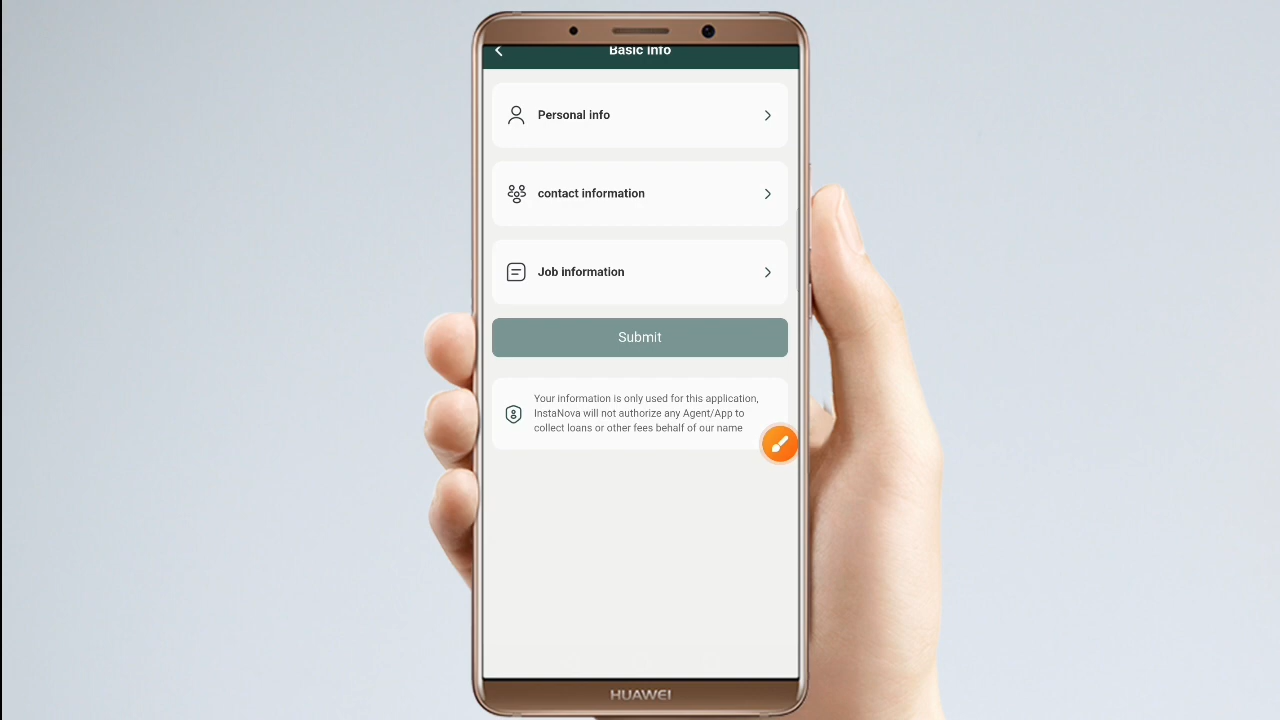 Basic info
Personal info
contact information
Job information
Submit
Your information is only used for this application,
InstaNova will not authorize any Agent/App to
collect loans or other fees behalf of our name
HUAWEI